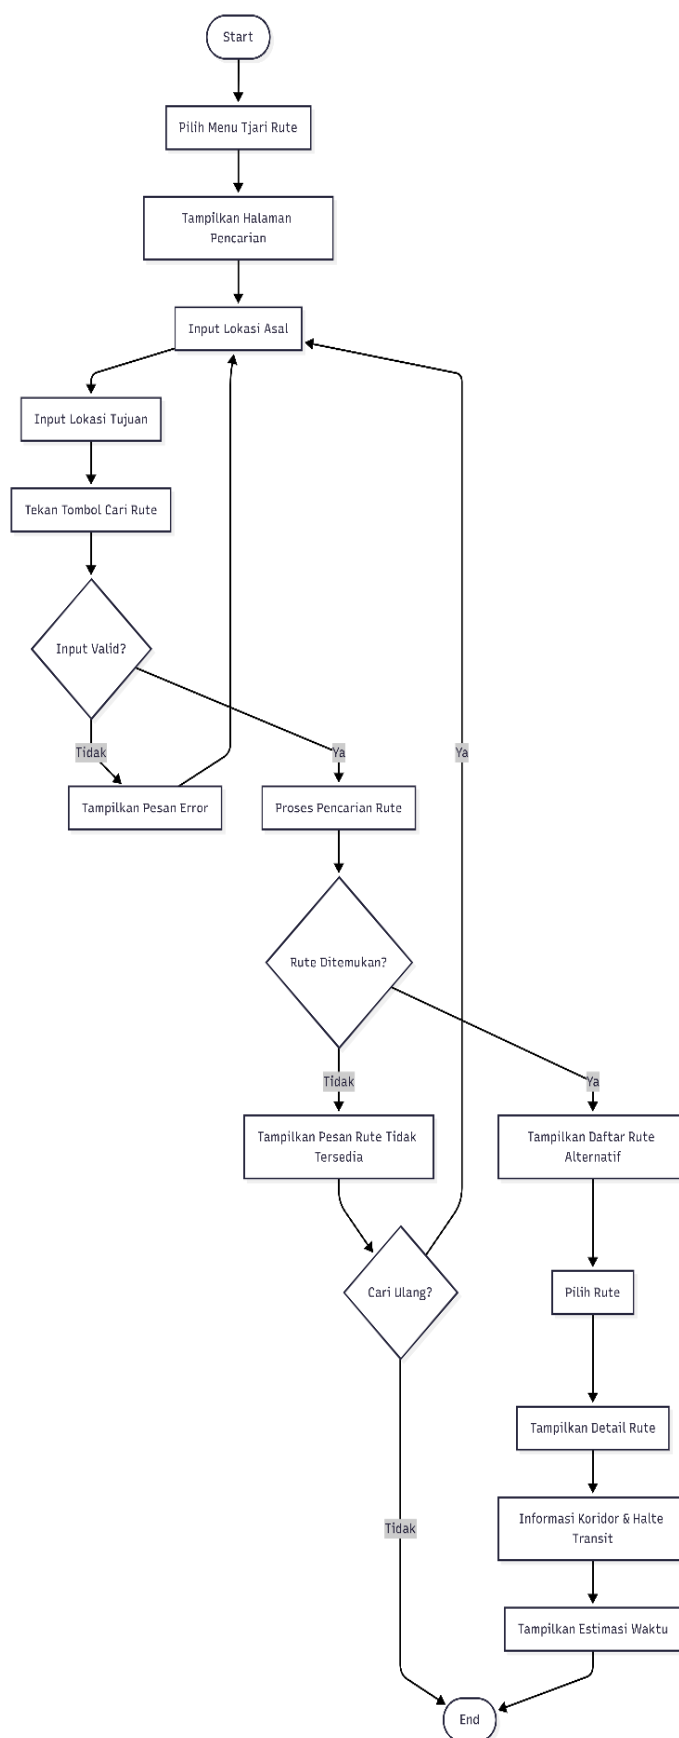 Start
Pilih Menu Tjari Rute
Tampilkan Halaman
Pencarian
Input Lokasi Asal
Input Lokasi Tujuan
Tekan Tombol Cari Rute
Input Valid?
Tidak
Ya
Ya
Tampilkan Pesan Error
Proses Pencarian Rute
Rute Ditemukan?
Tidak
Ya
Tampilkan Pesan Rute Tidak
Tersedia
Tampilkan Daftar Rute
Alternatif
Cari Ulang?
Pilih Rute
Tampilkan Detail Rute
Tidak
Informasi Koridor & Halte
Transit
Tampilkan Estimasi Waktu
End